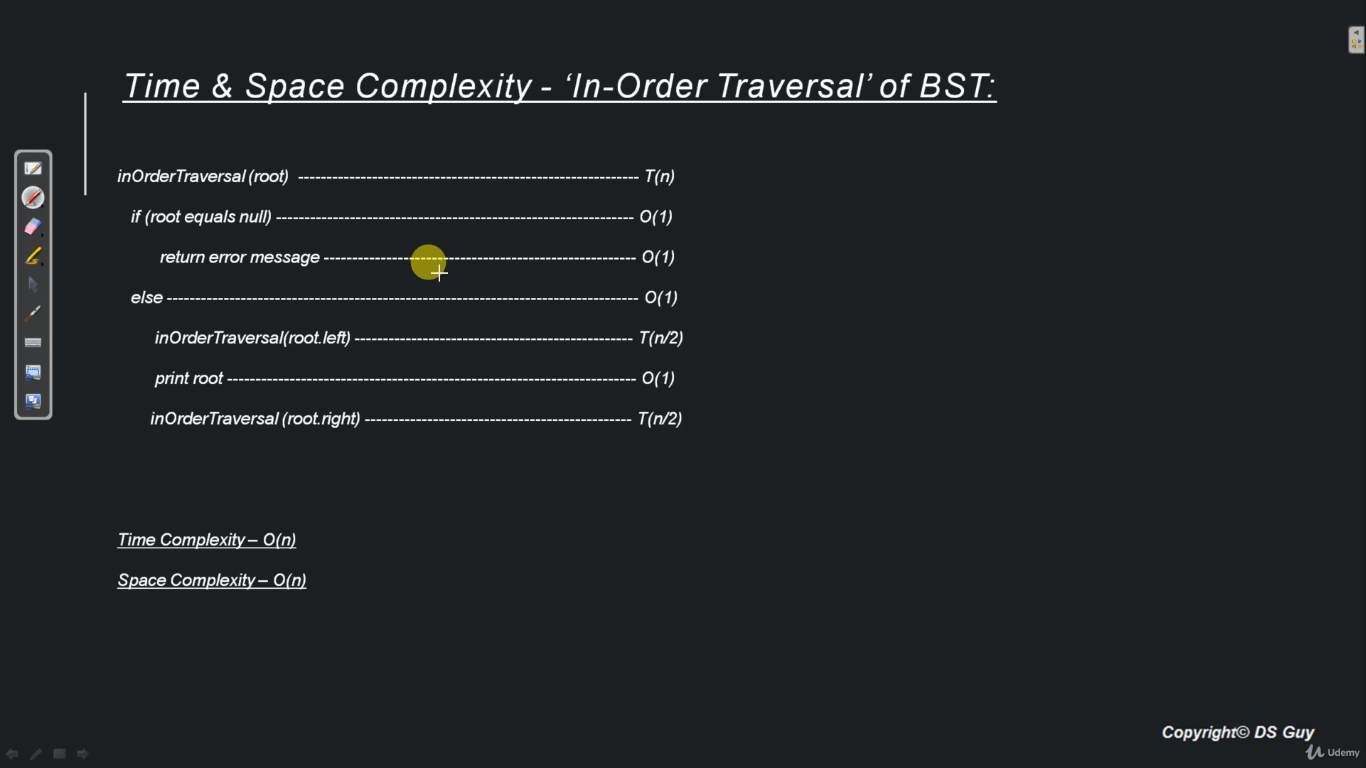 Time & Space Complexity - ‘In-Order Traversal’ of BST:
inOrderTraversal (root) ------------------------------------------------------------ T(n)
if (root equals null) --------------------------------------------------------------- O(1)
return error message ------------------------------------------------------- O(1)
else ----------------------------------------------------------------------------------- O(1)
inOrderTraversal(root.left) ------------------------------------------------- T(n/2)
print root ------------------------------------------------------------------------ O(1)
inOrderTraversal (root.right) ----------------------------------------------- T(n/2)
Time Complexity – O(n)
Space Complexity – O(n)
Copyright© DS Guy
Udemy